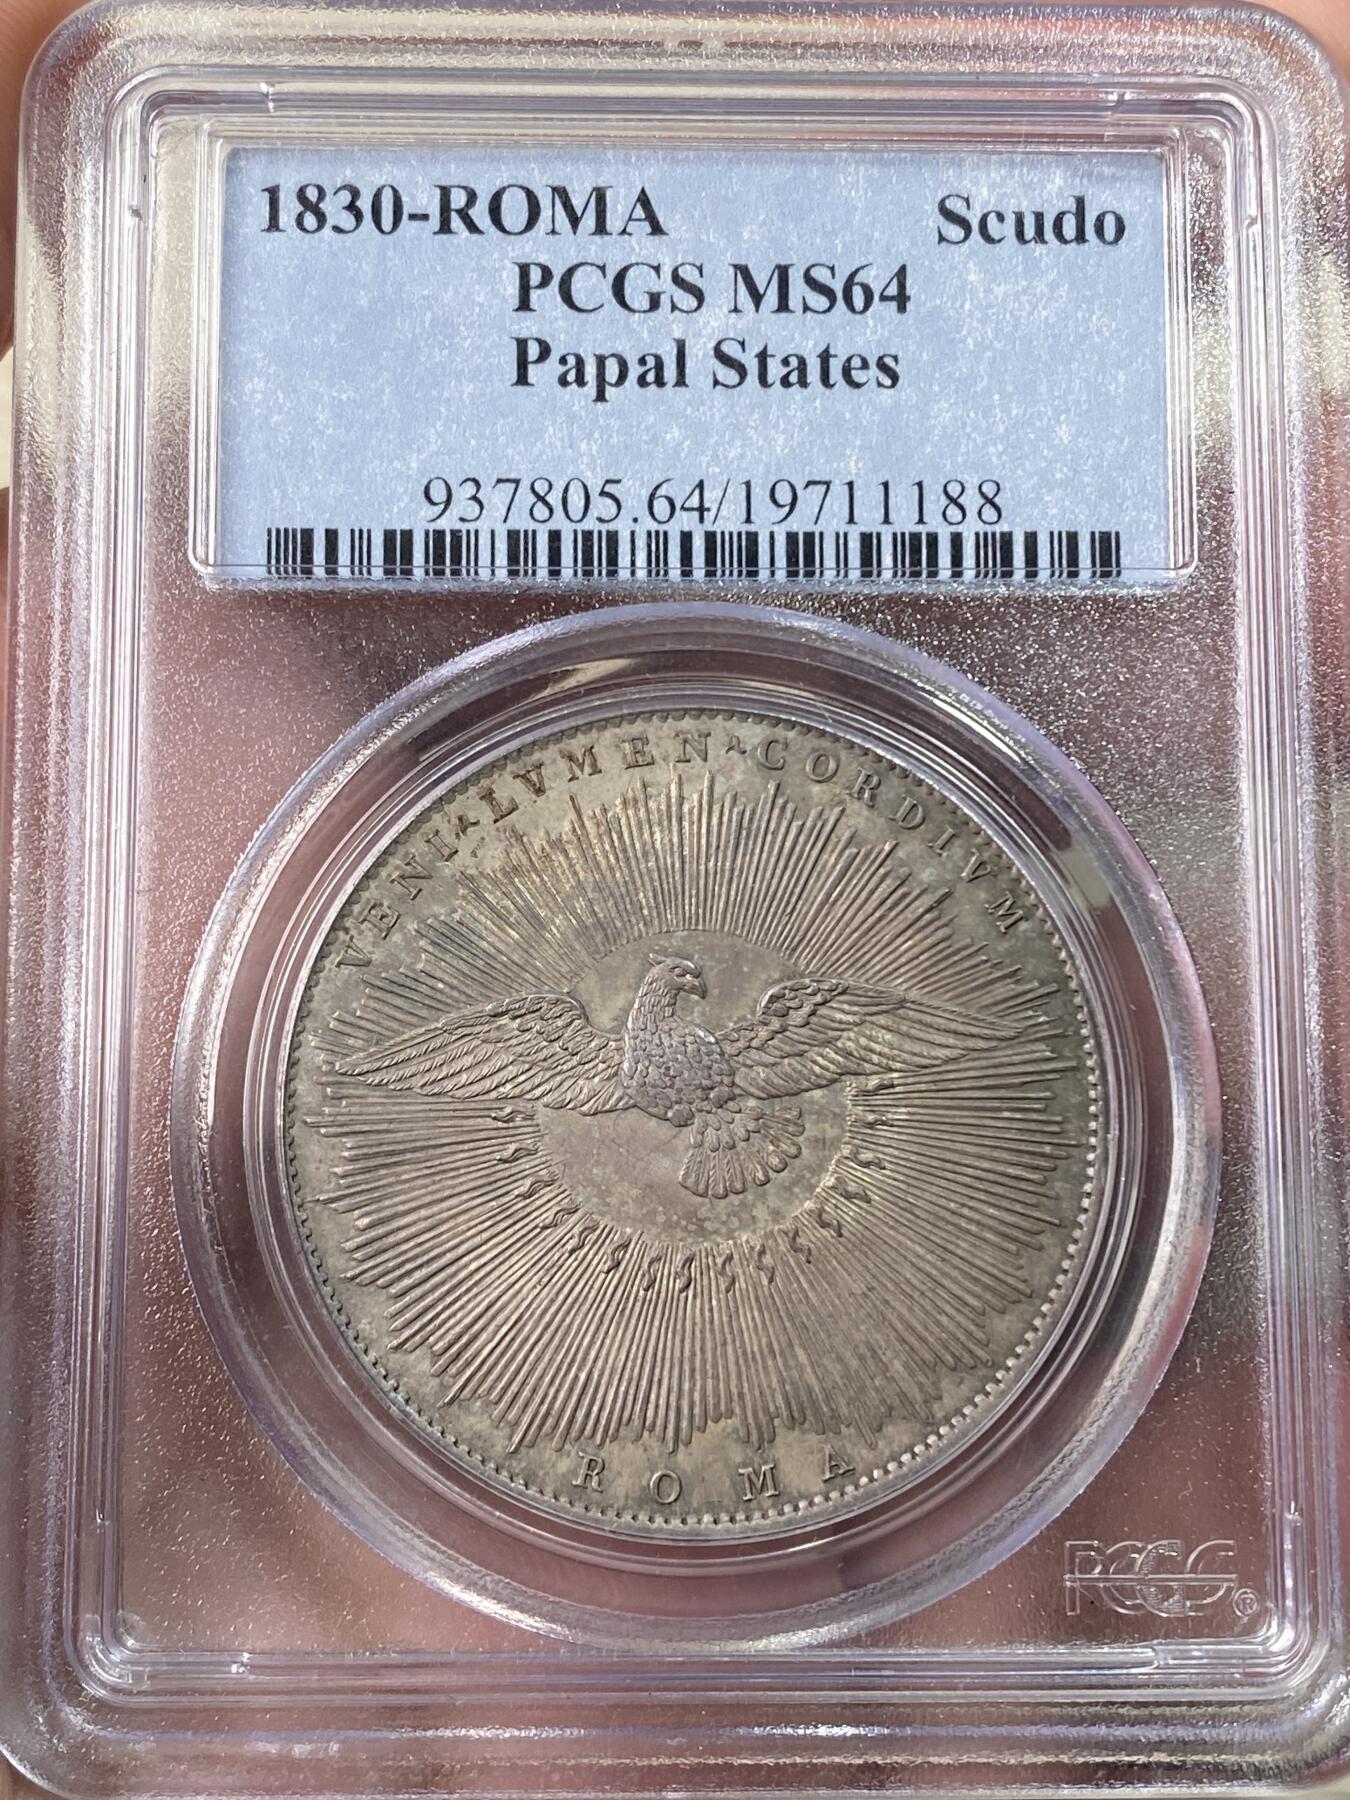 1830-ROMA Scudo
PCGS MS64
Papal States
937805.64/19711188
VENI LVMEN CORDIVM
ROMA
PCGS®